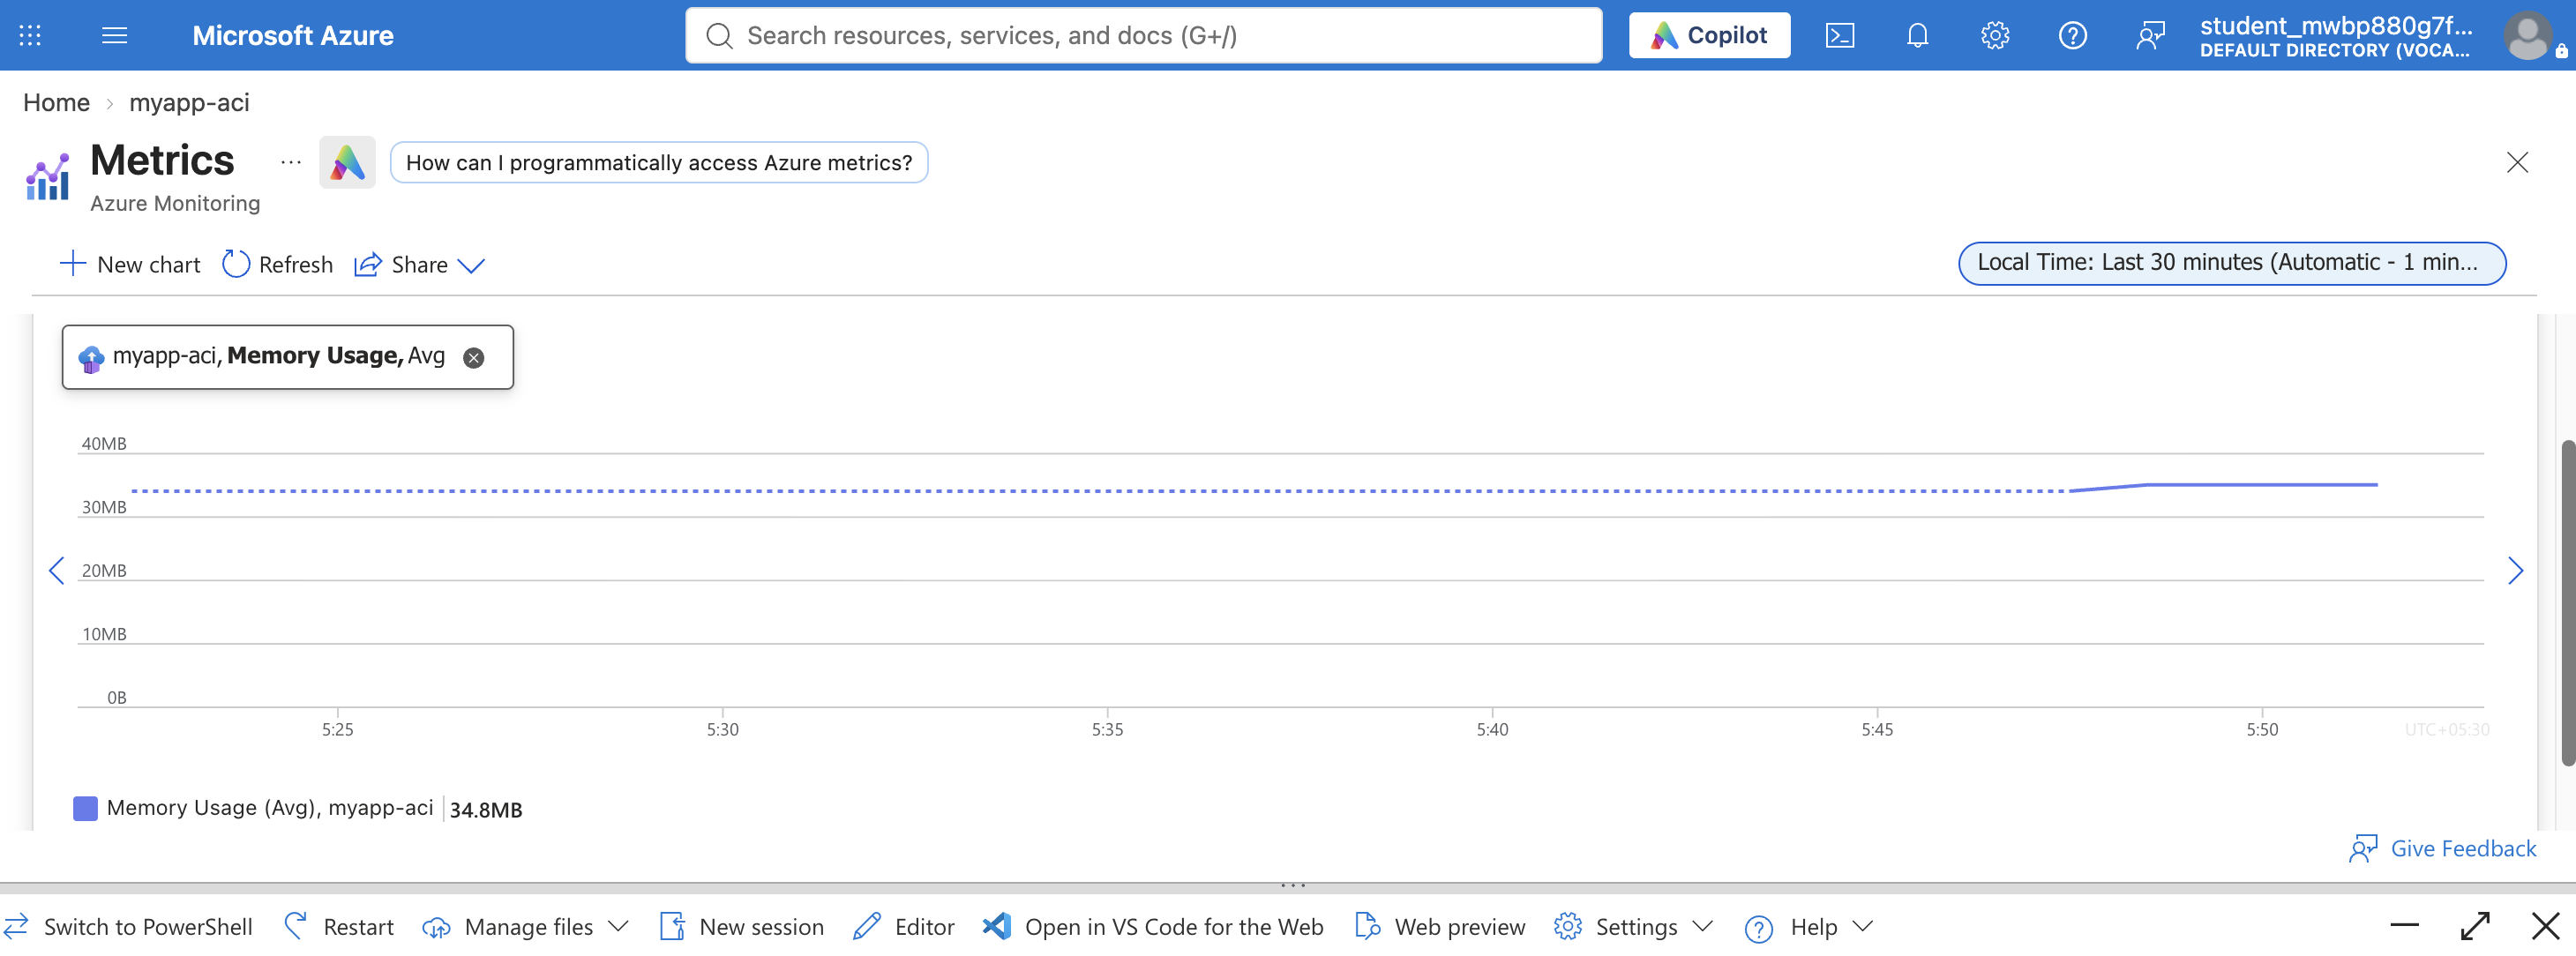 Microsoft Azure
Search resources, services, and docs (G+/)
Copilot
student_mwbp880g7f...
DEFAULT DIRECTORY (VOCA...
Home > myapp-aci
Metrics ...
How can I programmatically access Azure metrics?
Azure Monitoring
New chart Refresh Share
Local Time: Last 30 minutes (Automatic - 1 min...
myapp-aci, Memory Usage, Avg
40MB
30MB
20MB
10MB
0B
5:25 5:30 5:35 5:40 5:45 5:50 UTC+05:30
Memory Usage (Avg), myapp-aci | 34.8MB
Give Feedback
Switch to PowerShell Restart Manage files New session Editor Open in VS Code for the Web Web preview Settings Help